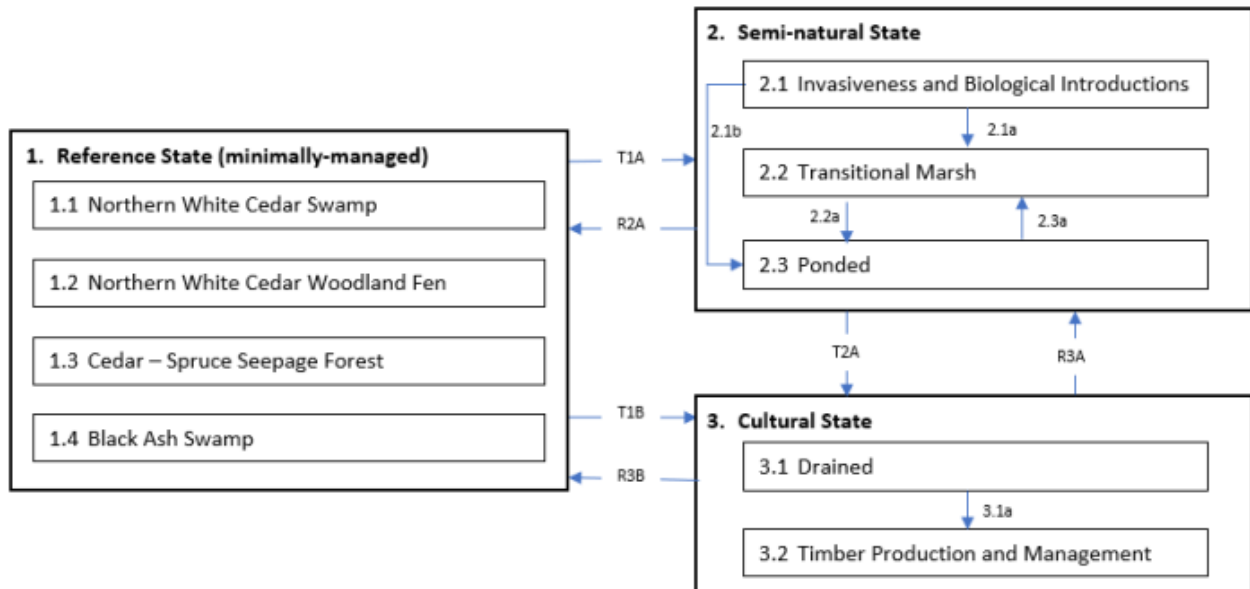 2. Semi-natural State
2.1 Invasiveness and Biological Introductions
2.1b
2.1a
2.2 Transitional Marsh
2.2a
2.3a
2.3 Ponded
1. Reference State (minimally-managed)
1.1 Northern White Cedar Swamp
1.2 Northern White Cedar Woodland Fen
1.3 Cedar – Spruce Seepage Forest
1.4 Black Ash Swamp
T1A
R2A
T1B
R3B
T2A
R3A
3. Cultural State
3.1 Drained
3.1a
3.2 Timber Production and Management